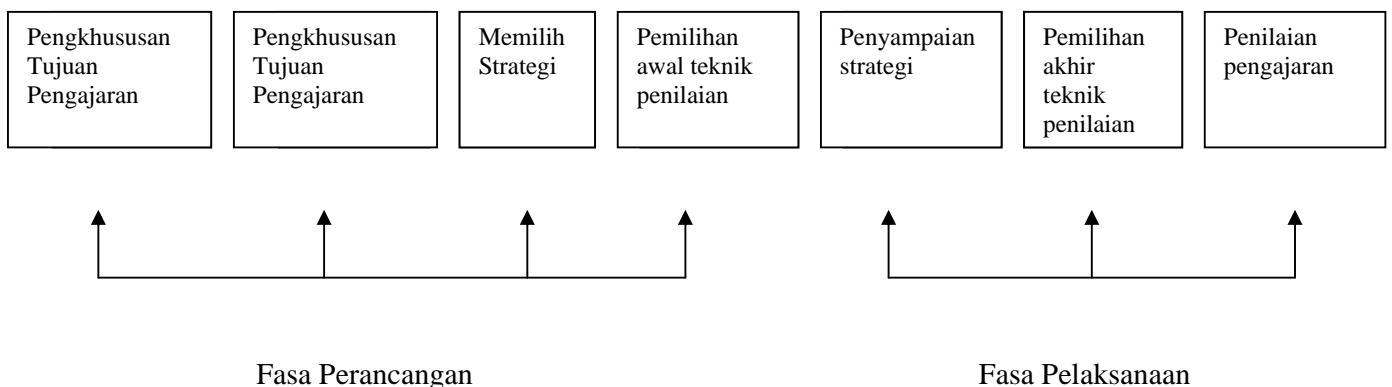 Pengkhususan
Tujuan
Pengajaran
Pengkhususan
Tujuan
Pengajaran
Memilih
Strategi
Pemilihan
awal teknik
penilaian
Penyampaian
strategi
Pemilihan
akhir
teknik
penilaian
Penilaian
pengajaran
Fasa Perancangan
Fasa Pelaksanaan